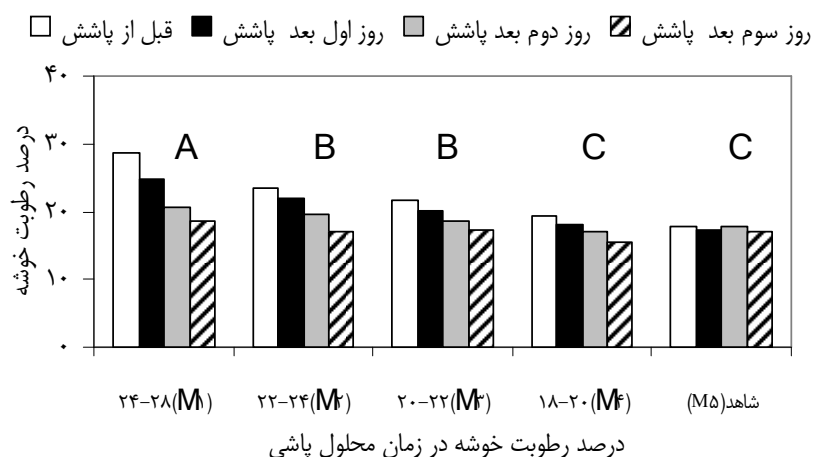 قبل از پاشش روز اول بعد پاشش روز دوم بعد پاشش روز سوم بعد پاشش
درصد رطوبت خوشه
۴۰
۳۰
۲۰
۱۰
۰
A B B C C
۲۴-۲۸(M۱) ۲۲-۲۴(M۲) ۲۰-۲۲(M۳) ۱۸-۲۰(M۴) شاهد(M۵)
درصد رطوبت خوشه در زمان محلول پاشی